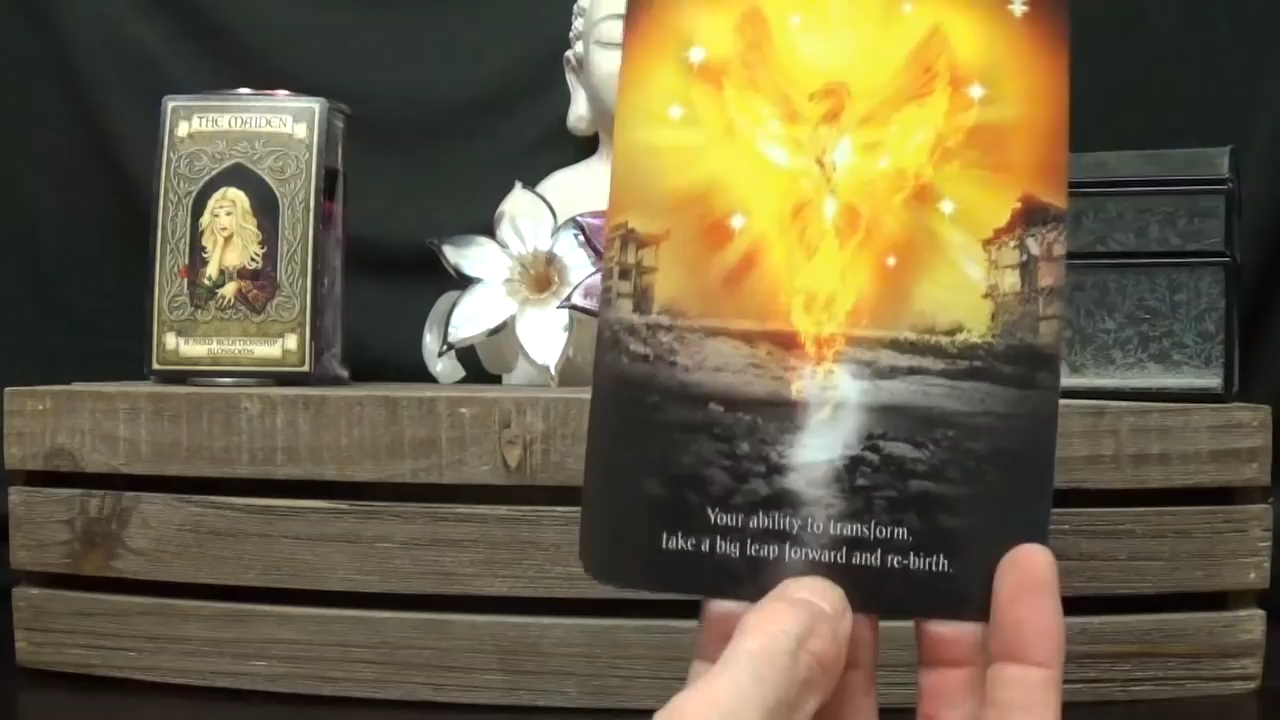 THE MAIDEN
A NEW RELATIONSHIP
BLOSSOMS
Your ability to transform,
take a big leap forward and re-birth.